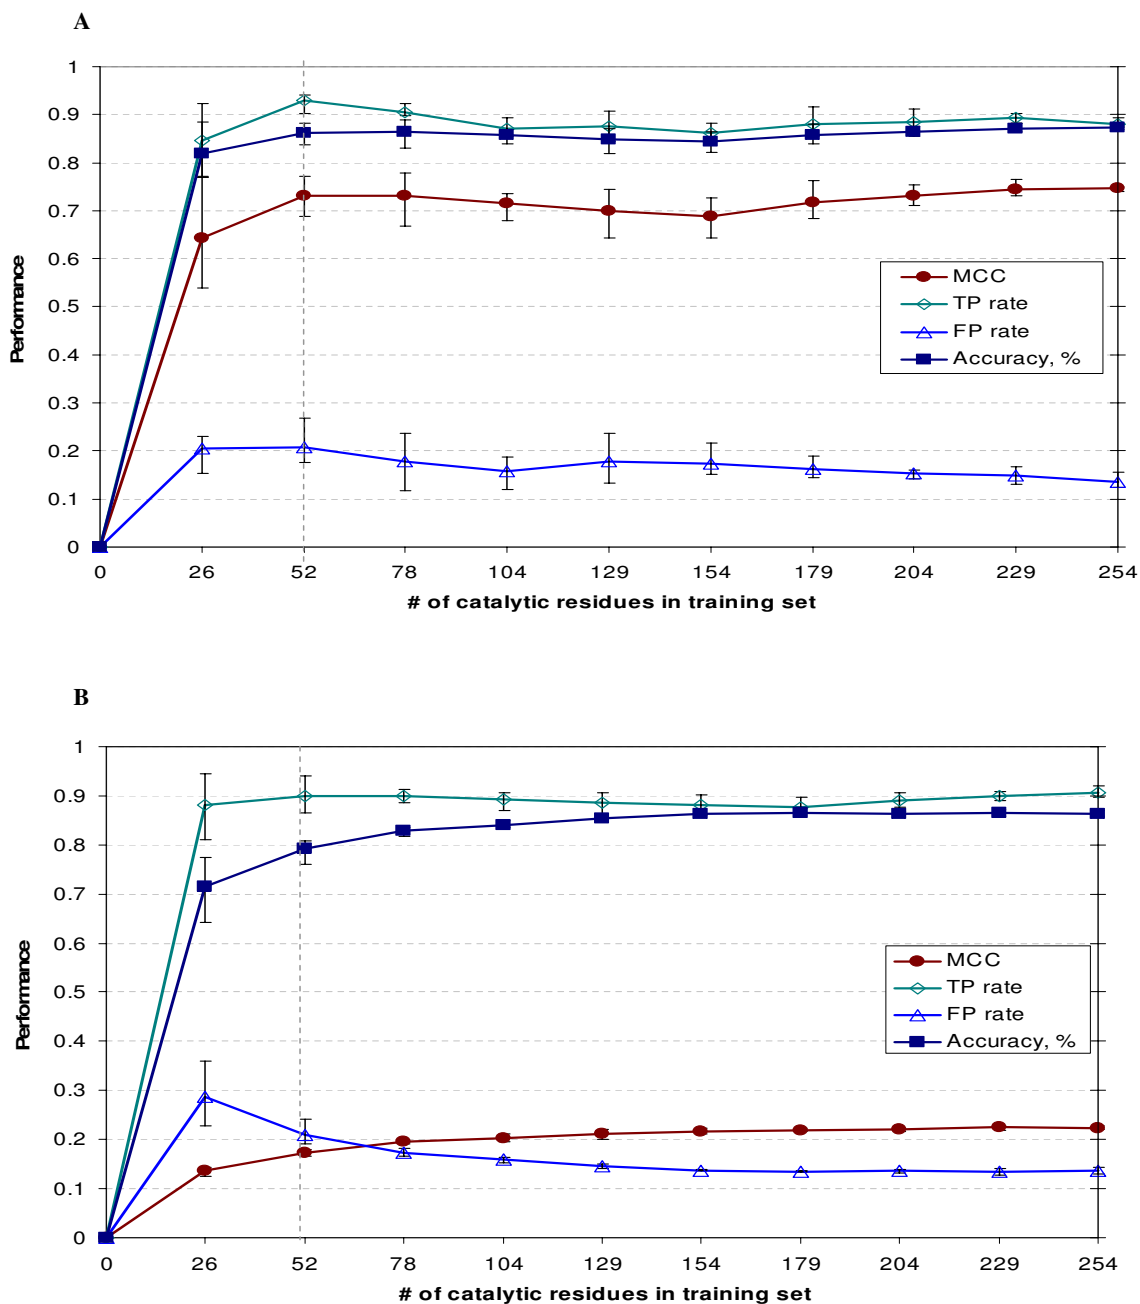 A
1
0.9
0.8
0.7
0.6
0.5
0.4
0.3
0.2
0.1
0
Performance
MCC
TP rate
FP rate
Accuracy, %
0 26 52 78 104 129 154 179 204 229 254
# of catalytic residues in training set
B
1
0.9
0.8
0.7
0.6
0.5
0.4
0.3
0.2
0.1
0
Performance
MCC
TP rate
FP rate
Accuracy, %
0 26 52 78 104 129 154 179 204 229 254
# of catalytic residues in training set